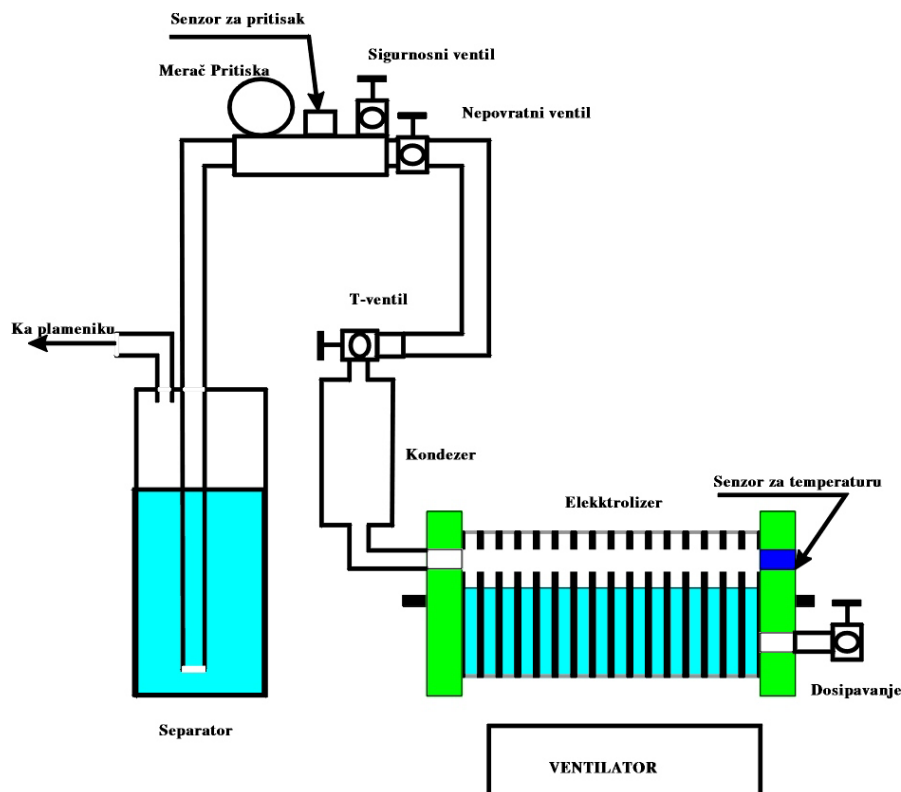 Senzor za pritisak
Sigurnosni ventil
Merač Pritiska
Nepovratni ventil
T-ventil
Ka plameniku
Kondezer
Senzor za temperaturu
Elekktrolizer
Dosipavanje
Separator
VENTILATOR